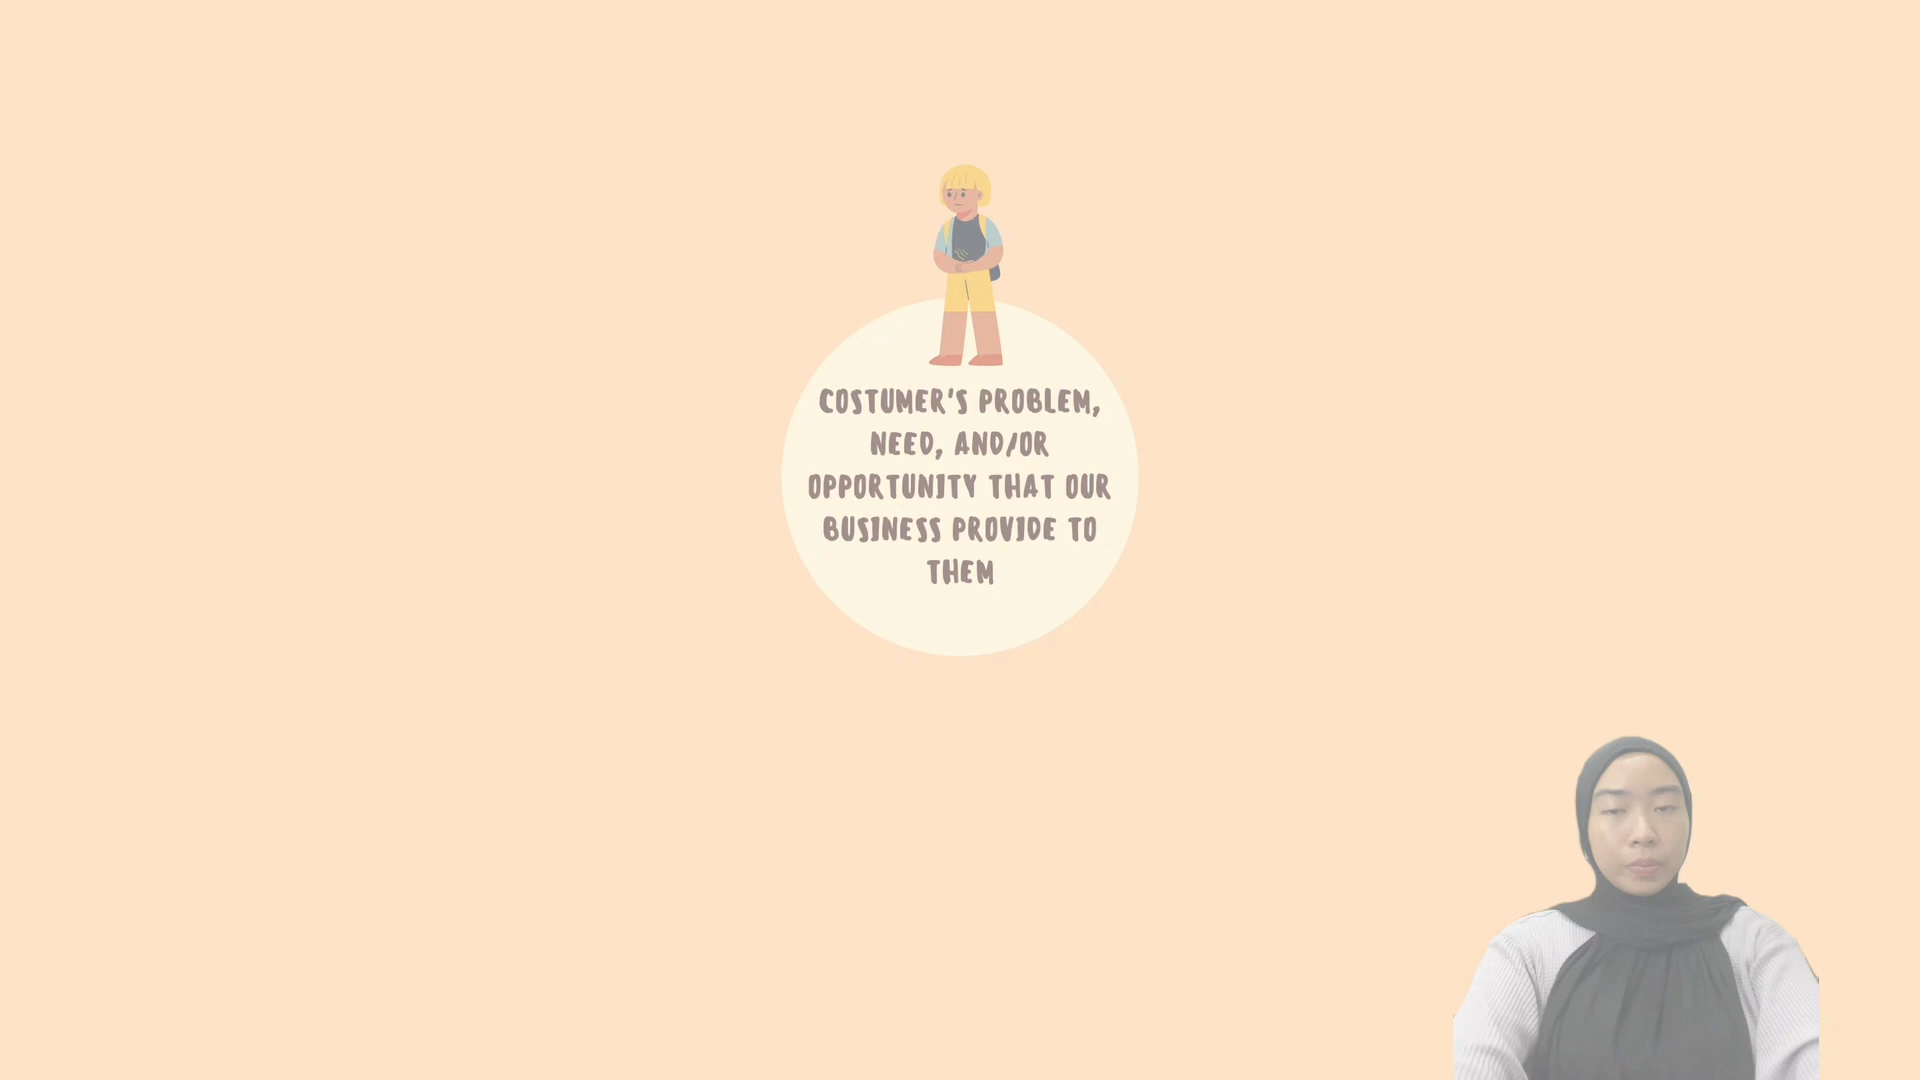 COSTUMER'S PROBLEM,
NEED, AND/OR
OPPORTUNITY THAT OUR
BUSINESS PROVIDE TO
THEM